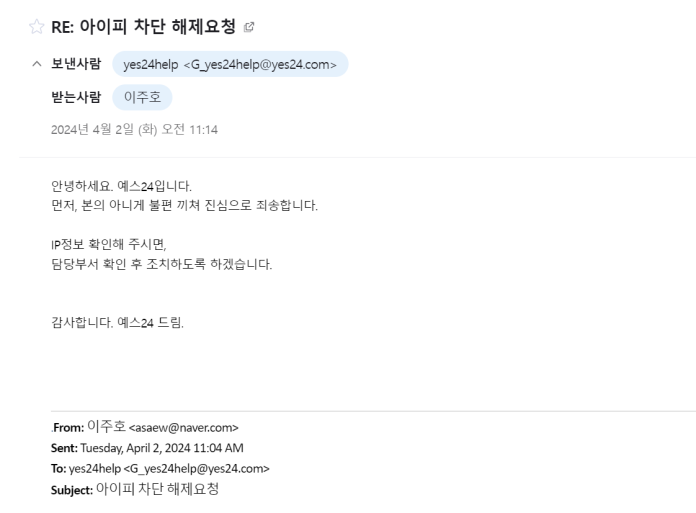 RE: 아이피 차단 해제요청
보낸사람 yes24help <G_yes24help@yes24.com>
받는사람 이주호
2024년 4월 2일 (화) 오전 11:14
안녕하세요. 예스24입니다.
먼저, 본의 아니게 불편 끼쳐 진심으로 죄송합니다.
IP정보 확인해 주시면,
담당부서 확인 후 조치하도록 하겠습니다.
감사합니다. 예스24 드림.
.From: 이주호 <asaew@naver.com>
Sent: Tuesday, April 2, 2024 11:04 AM
To: yes24help <G_yes24help@yes24.com>
Subject: 아이피 차단 해제요청